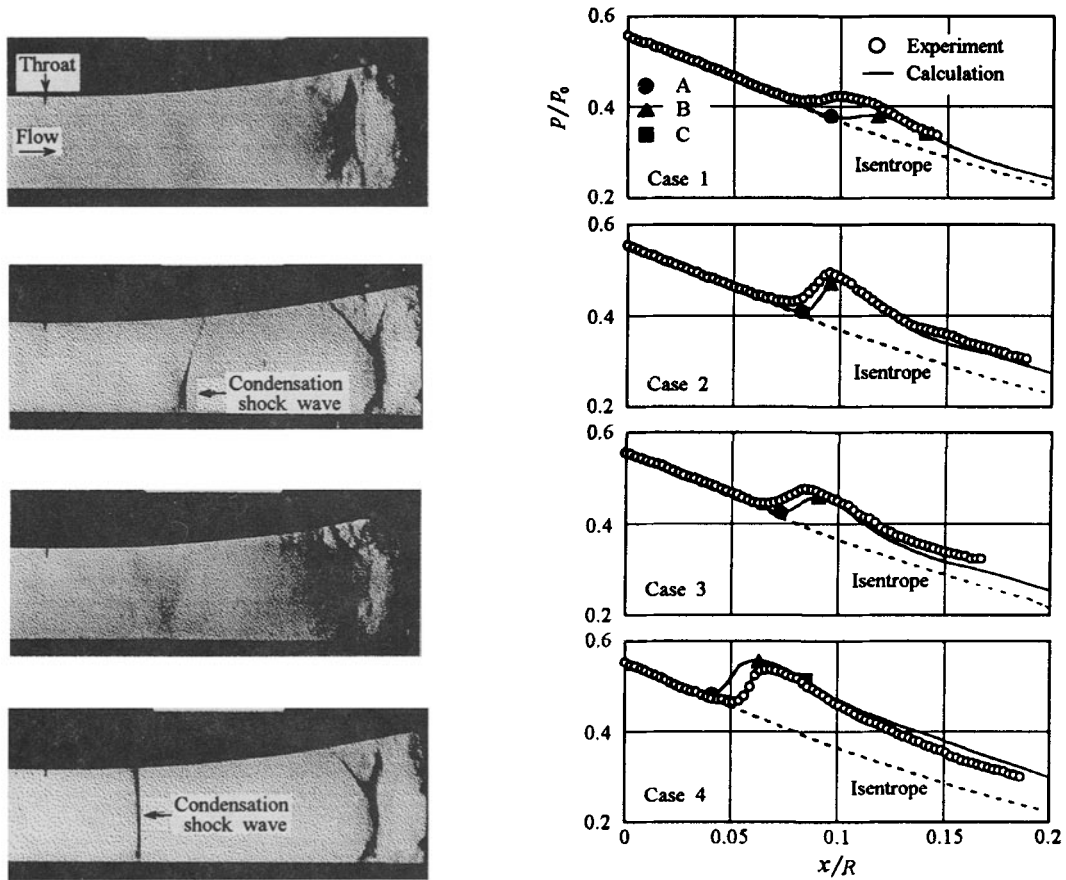 Throat
Flow
Condensation
shock wave
Condensation
shock wave
p/p₀
0.6
0.4
0.2
Experiment
Calculation
A
B
C
Isentrope
Case 1
0.6
0.4
0.2
Isentrope
Case 2
0.6
0.4
0.2
Isentrope
Case 3
0.6
0.4
0.2
Isentrope
Case 4
0 0.05 0.1 0.15 0.2
x/R